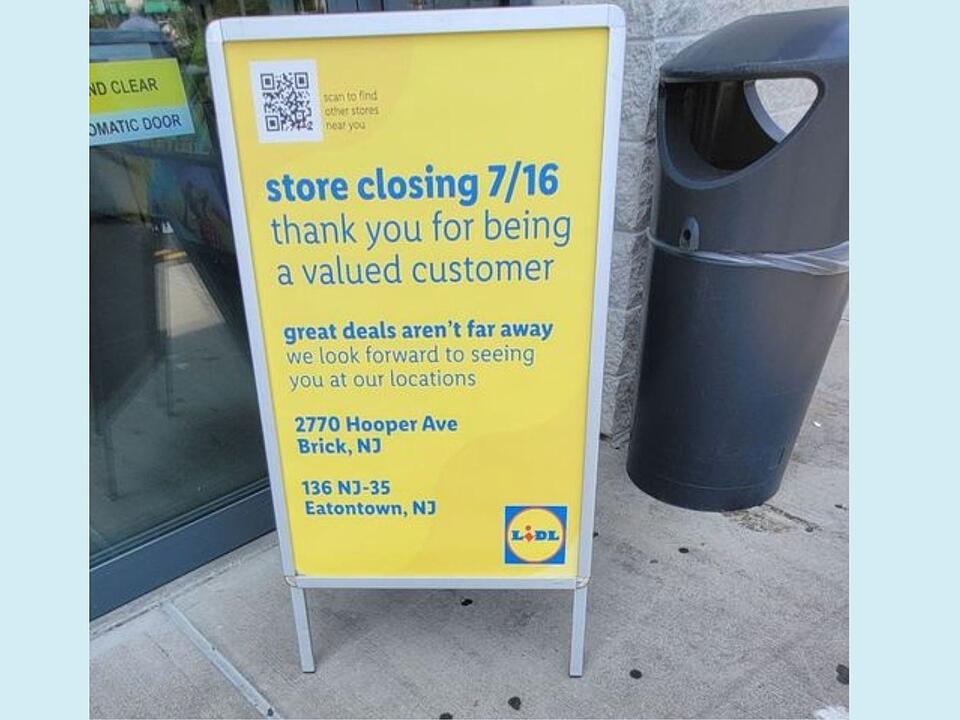 ND CLEAR
OMATIC DOOR
scan to find
other stores
near you
store closing 7/16
thank you for being
a valued customer
great deals aren't far away
we look forward to seeing
you at our locations
2770 Hooper Ave
Brick, NJ
136 NJ-35
Eatontown, NJ
LiDL